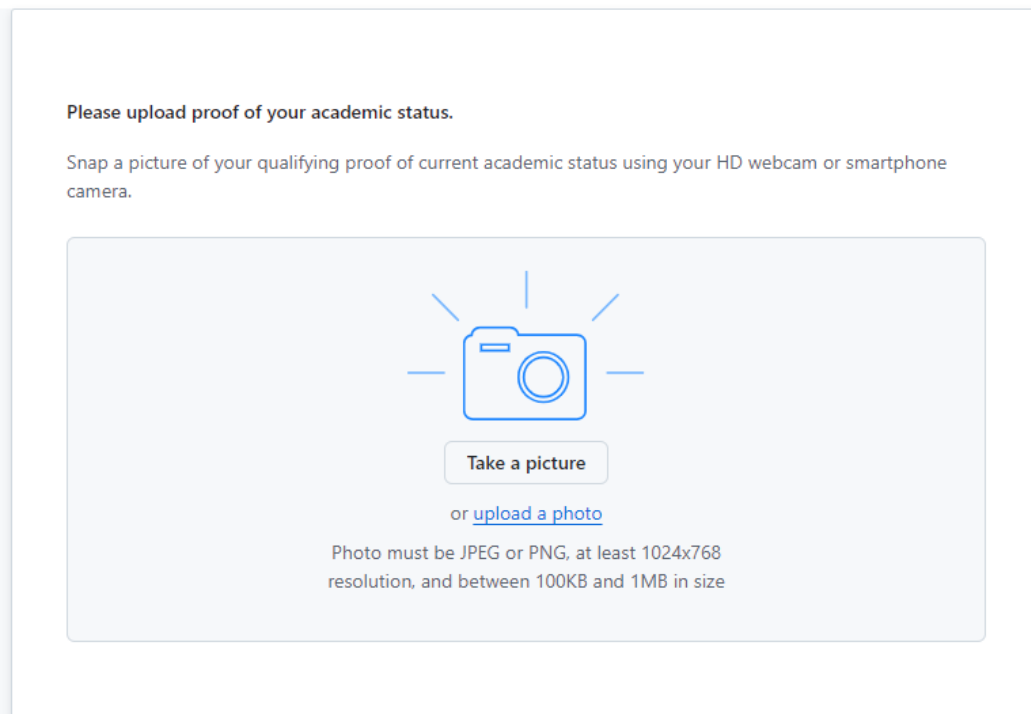 Please upload proof of your academic status.
Snap a picture of your qualifying proof of current academic status using your HD webcam or smartphone
camera.
Take a picture
or upload a photo
Photo must be JPEG or PNG, at least 1024x768
resolution, and between 100KB and 1MB in size